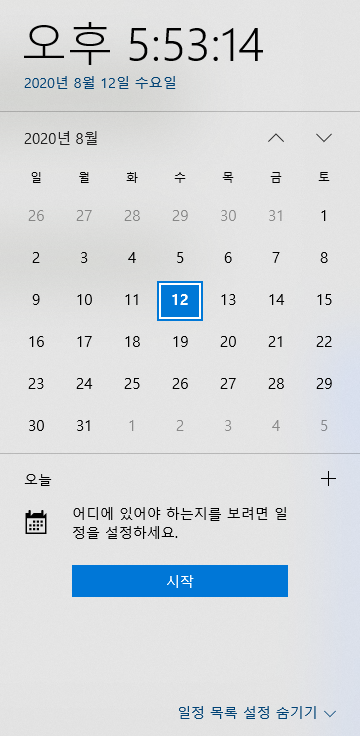 오후 5:53:14
2020년 8월 12일 수요일
2020년 8월
일 월 화 수 목 금 토
26 27 28 29 30 31 1
2 3 4 5 6 7 8
9 10 11 12 13 14 15
16 17 18 19 20 21 22
23 24 25 26 27 28 29
30 31 1 2 3 4 5
오늘
어디에 있어야 하는지를 보려면 일
정을 설정하세요.
시작
일정 목록 설정 숨기기